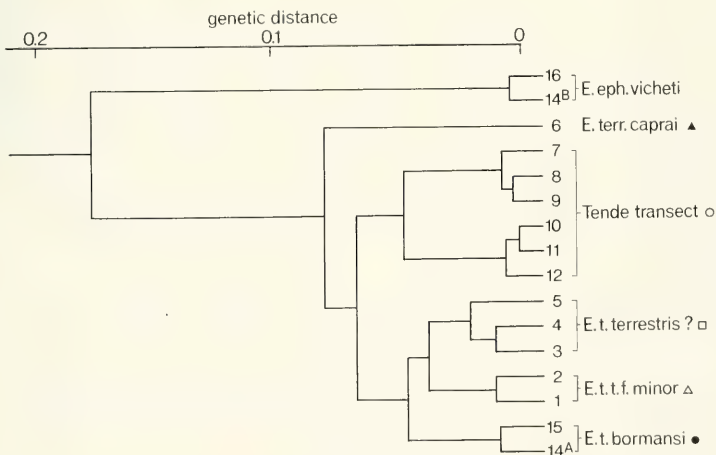 genetic distance
0.2 0.1 0
16
14B
E. eph. vicheti
6 E. terr. caprai ▲
7
8
9
10
11
12
Tende transect ○
5
4
3
E. t. terrestris ? □
2
1
E. t. t. f. minor △
15
14A
E. t. bormansi ●